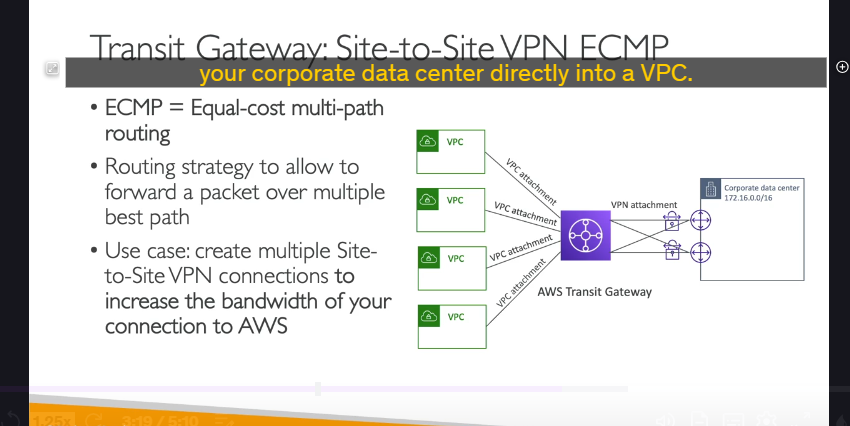 Transit Gateway: Site-to-Site VPN ECMP
your corporate data center directly into a VPC.
• ECMP = Equal-cost multi-path
routing
• Routing strategy to allow to
forward a packet over multiple
best path
• Use case: create multiple Site-
to-Site VPN connections to
increase the bandwidth of your
connection to AWS
VPC
VPC
VPC
VPC
VPC attachment
VPC attachment
VPC attachment
VPC attachment
AWS Transit Gateway
VPN attachment
Corporate data center
172.16.0.0/16
1.25x
3:19 / 5:10